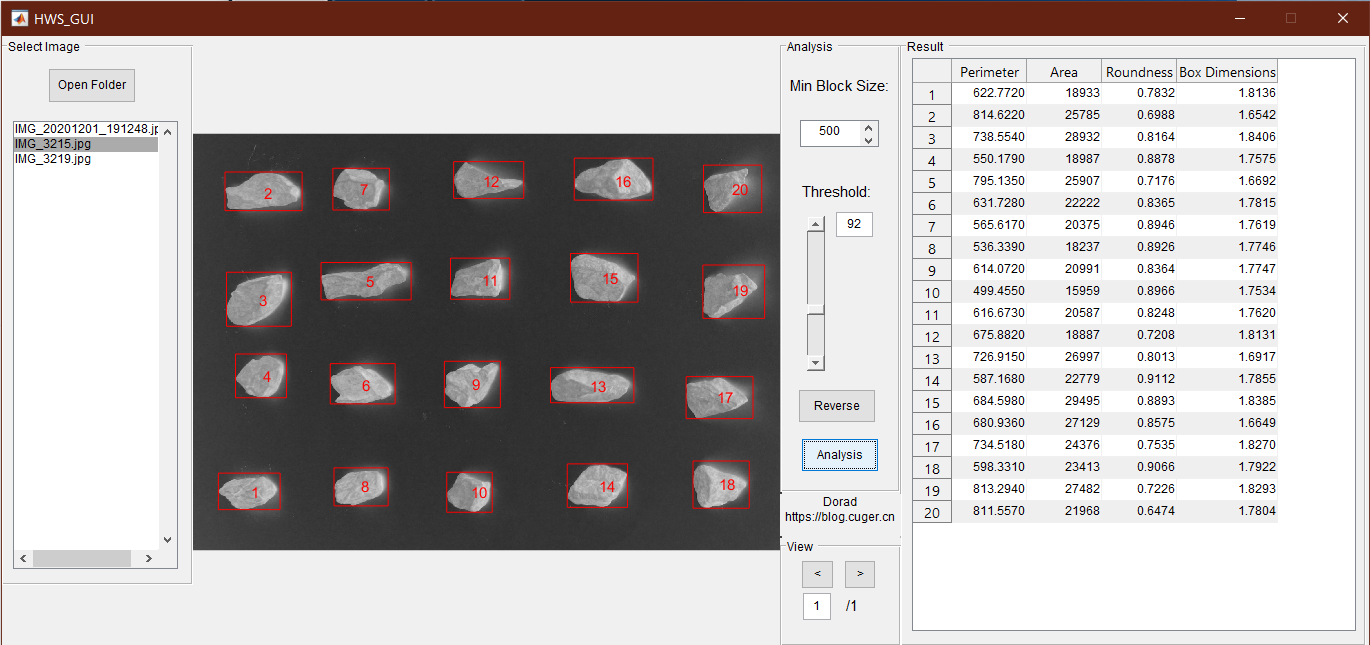 HWS_GUI
Select Image
Open Folder
IMG_20201201_191248.jp
IMG_3215.jpg
IMG_3219.jpg
2
7
12
16
20
3
5
11
15
19
4
6
9
13
17
1
8
10
14
18
Analysis
Min Block Size:
500
Threshold:
92
Reverse
Analysis
Dorad
https://blog.cuger.cn
View
< >
1 /1
Result
Perimeter Area Roundness Box Dimensions
1 622.7720 18933 0.7832 1.8136
2 814.6220 25785 0.6988 1.6542
3 738.5540 28932 0.8164 1.8406
4 550.1790 18987 0.8878 1.7575
5 795.1350 25907 0.7176 1.6692
6 631.7280 22222 0.8365 1.7815
7 565.6170 20375 0.8946 1.7619
8 536.3390 18237 0.8926 1.7746
9 614.0720 20991 0.8364 1.7747
10 499.4550 15959 0.8966 1.7534
11 616.6730 20587 0.8248 1.7620
12 675.8820 18887 0.7208 1.8131
13 726.9150 26997 0.8013 1.6917
14 587.1680 22779 0.9112 1.7855
15 684.5980 29495 0.8893 1.8385
16 680.9360 27129 0.8575 1.6649
17 734.5180 24376 0.7535 1.8270
18 598.3310 23413 0.9066 1.7922
19 813.2940 27482 0.7226 1.8293
20 811.5570 21968 0.6474 1.7804